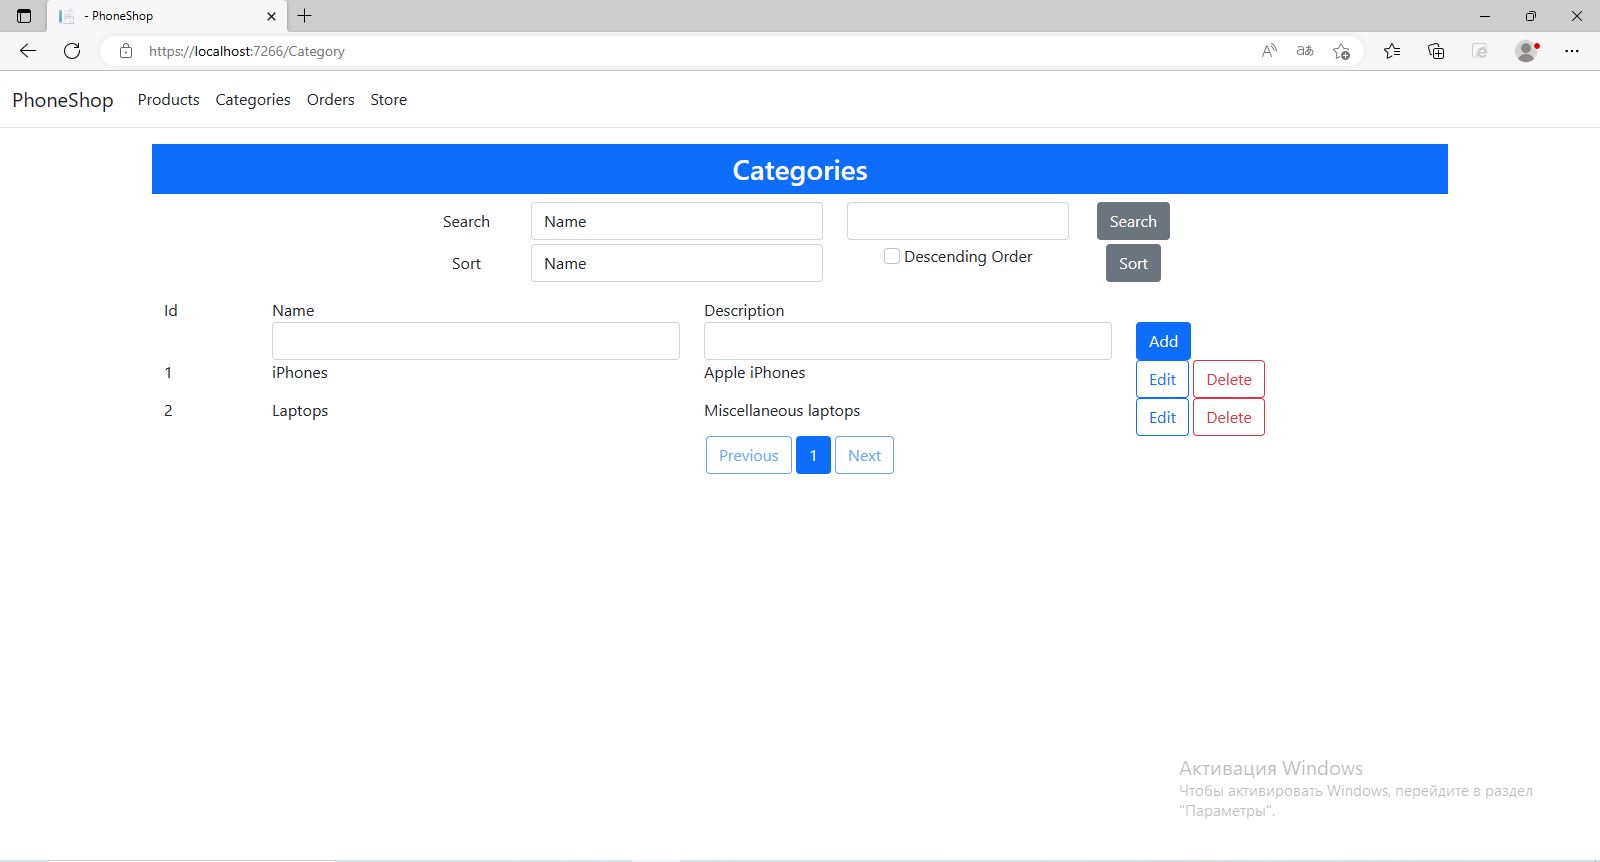 - PhoneShop
https://localhost:7266/Category
PhoneShop Products Categories Orders Store
Categories
Search Name Search
Sort Name Descending Order Sort
Id Name Description
Add
1 iPhones Apple iPhones Edit Delete
2 Laptops Miscellaneous laptops Edit Delete
Previous 1 Next
Активация Windows
Чтобы активировать Windows, перейдите в раздел
"Параметры".